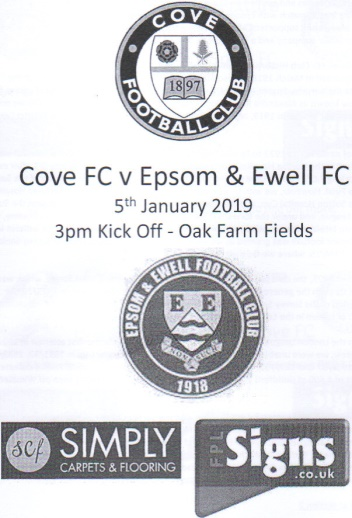 COVE
FOOTBALL CLUB
1897
Cove FC v Epsom & Ewell FC
5th January 2019
3pm Kick Off - Oak Farm Fields
EPSOM & EWELL FOOTBALL CLUB
E E
1918
scf SIMPLY
CARPETS & FLOORING
FPL Signs
.co.uk